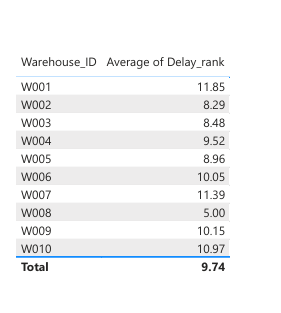 Warehouse_ID Average of Delay_rank
W001 11.85
W002 8.29
W003 8.48
W004 9.52
W005 8.96
W006 10.05
W007 11.39
W008 5.00
W009 10.15
W010 10.97
Total 9.74